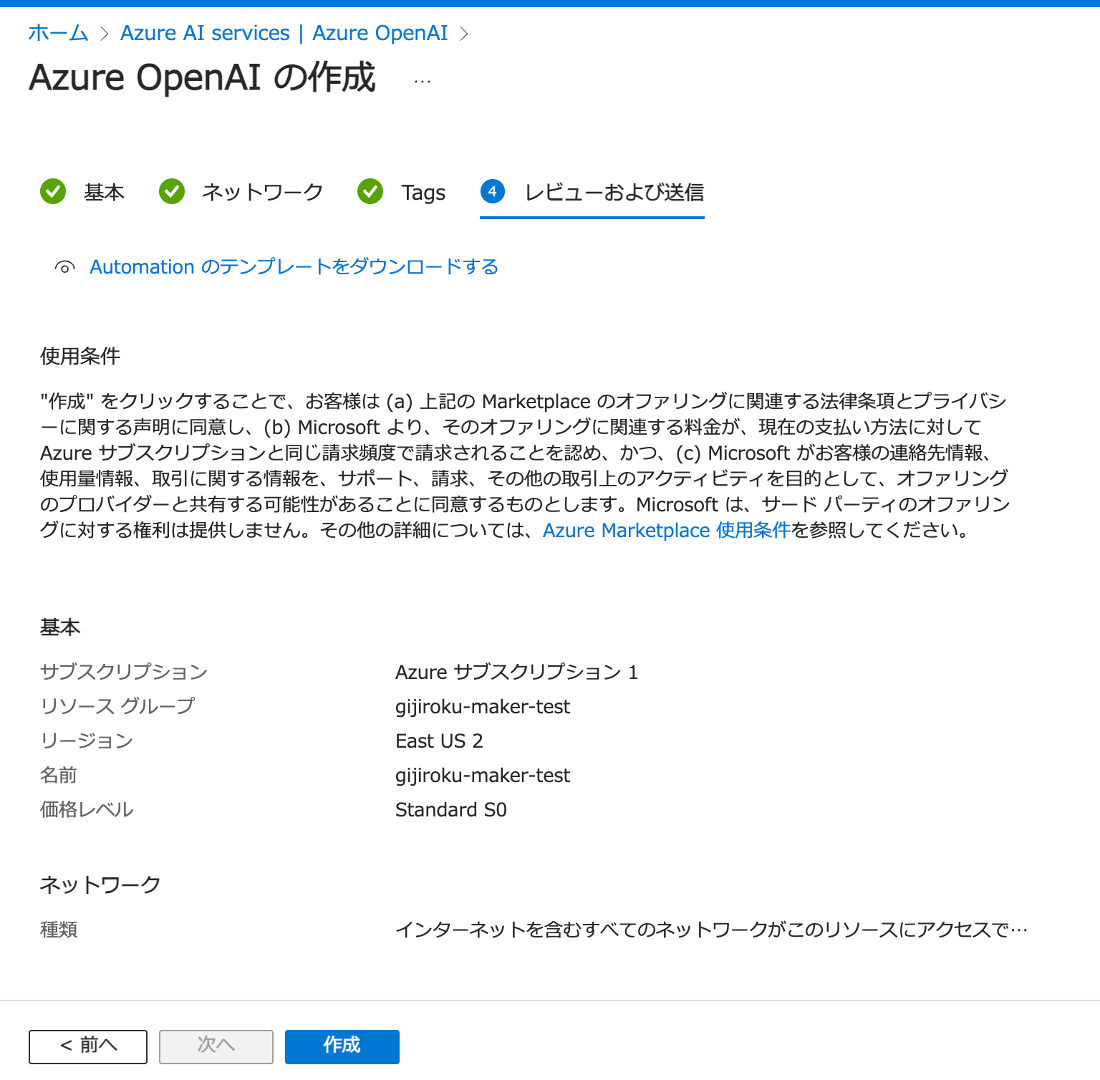 ホーム > Azure AI services | Azure OpenAI >
Azure OpenAI の作成 ...
基本 ネットワーク Tags 4 レビューおよび送信
Automation のテンプレートをダウンロードする
使用条件
"作成" をクリックすることで、お客様は (a) 上記の Marketplace のオファリングに関連する法律条項とプライバシ
ーに関する声明に同意し、(b) Microsoft より、そのオファリングに関連する料金が、現在の支払い方法に対して
Azure サブスクリプションと同じ請求頻度で請求されることを認め、かつ、(c) Microsoft がお客様の連絡先情報、
使用量情報、取引に関する情報を、サポート、請求、その他の取引上のアクティビティを目的として、オファリング
のプロバイダーと共有する可能性があることに同意するものとします。Microsoft は、サード パーティのオファリン
グに対する権利は提供しません。その他の詳細については、Azure Marketplace 使用条件を参照してください。
基本
サブスクリプション Azure サブスクリプション 1
リソース グループ gijiroku-maker-test
リージョン East US 2
名前 gijiroku-maker-test
価格レベル Standard S0
ネットワーク
種類 インターネットを含むすべてのネットワークがこのリソースにアクセスで…
< 前へ 次へ 作成